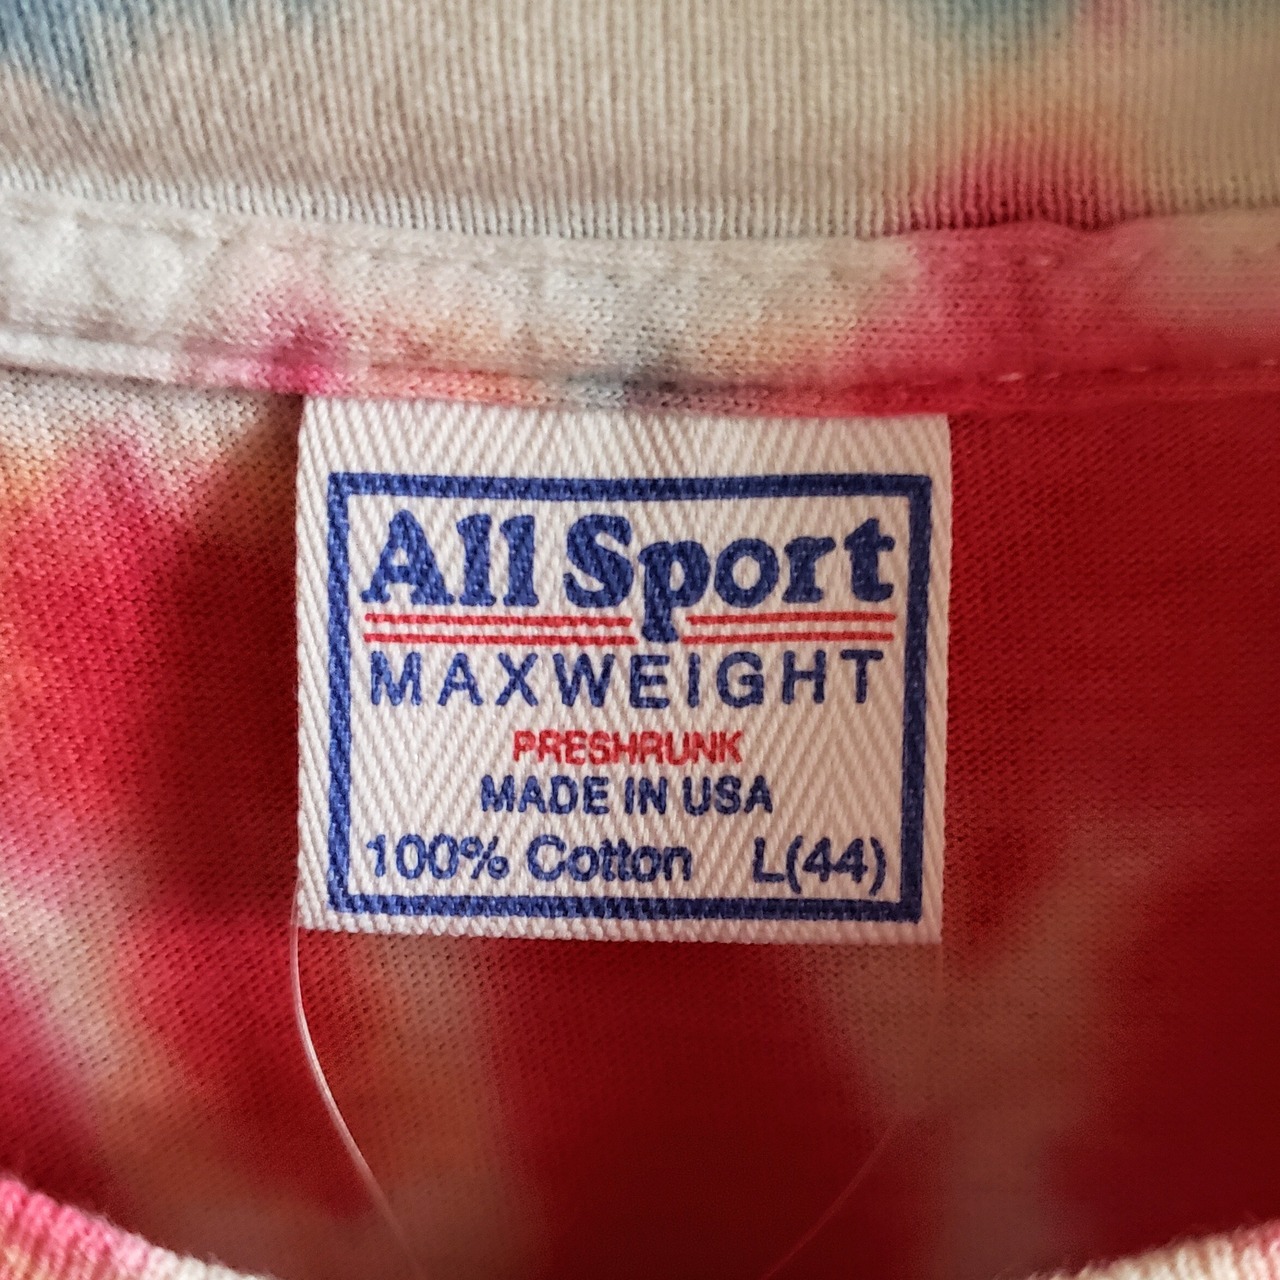 All Sport
MAXWEIGHT
PRESHRUNK
MADE IN USA
100% Cotton L(44)